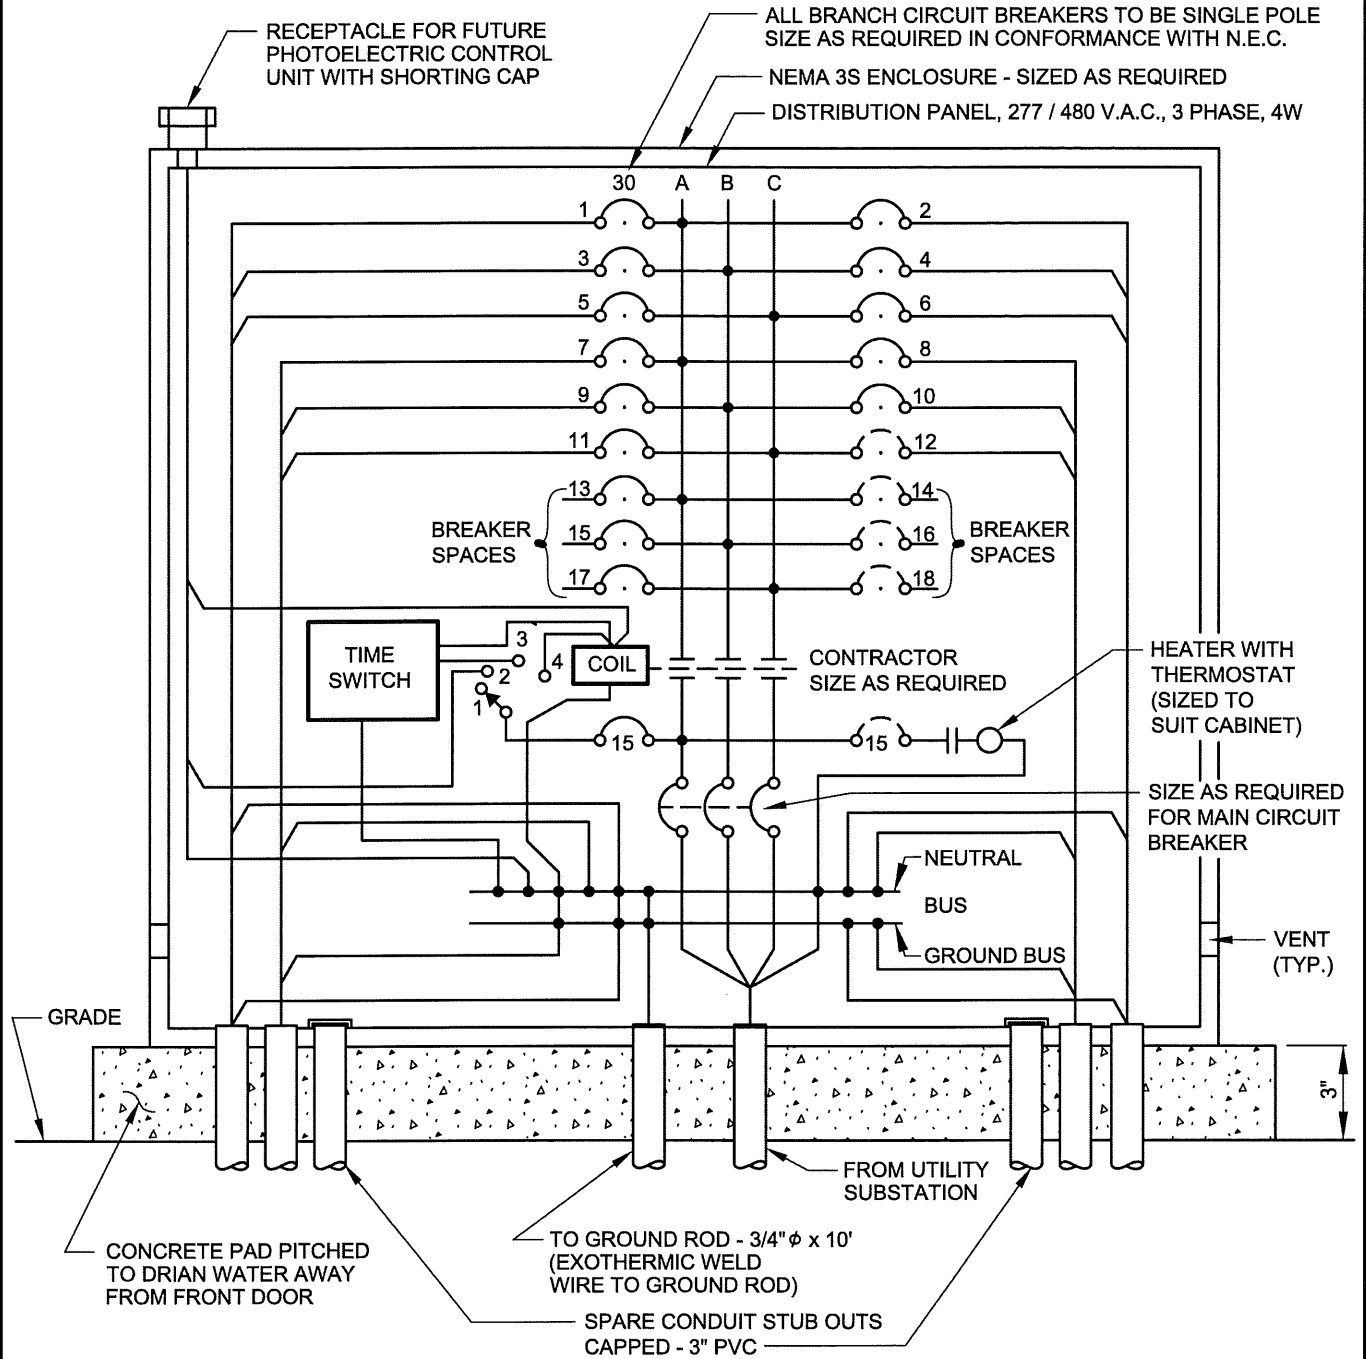 RECEPTACLE FOR FUTURE
PHOTOELECTRIC CONTROL
UNIT WITH SHORTING CAP
ALL BRANCH CIRCUIT BREAKERS TO BE SINGLE POLE
SIZE AS REQUIRED IN CONFORMANCE WITH N.E.C.
NEMA 3S ENCLOSURE - SIZED AS REQUIRED
DISTRIBUTION PANEL, 277 / 480 V.A.C., 3 PHASE, 4W
30 A B C
1 2
3 4
5 6
7 8
9 10
11 12
13 14
15 16
17 18
BREAKER
SPACES
BREAKER
SPACES
TIME
SWITCH
3
4
2
1
COIL
CONTRACTOR
SIZE AS REQUIRED
HEATER WITH
THERMOSTAT
(SIZED TO
SUIT CABINET)
15 15
SIZE AS REQUIRED
FOR MAIN CIRCUIT
BREAKER
NEUTRAL
BUS
GROUND BUS
VENT
(TYP.)
GRADE
3"
FROM UTILITY
SUBSTATION
TO GROUND ROD - 3/4"ϕ x 10'
(EXOTHERMIC WELD
WIRE TO GROUND ROD)
CONCRETE PAD PITCHED
TO DRIAN WATER AWAY
FROM FRONT DOOR
SPARE CONDUIT STUB OUTS
CAPPED - 3" PVC